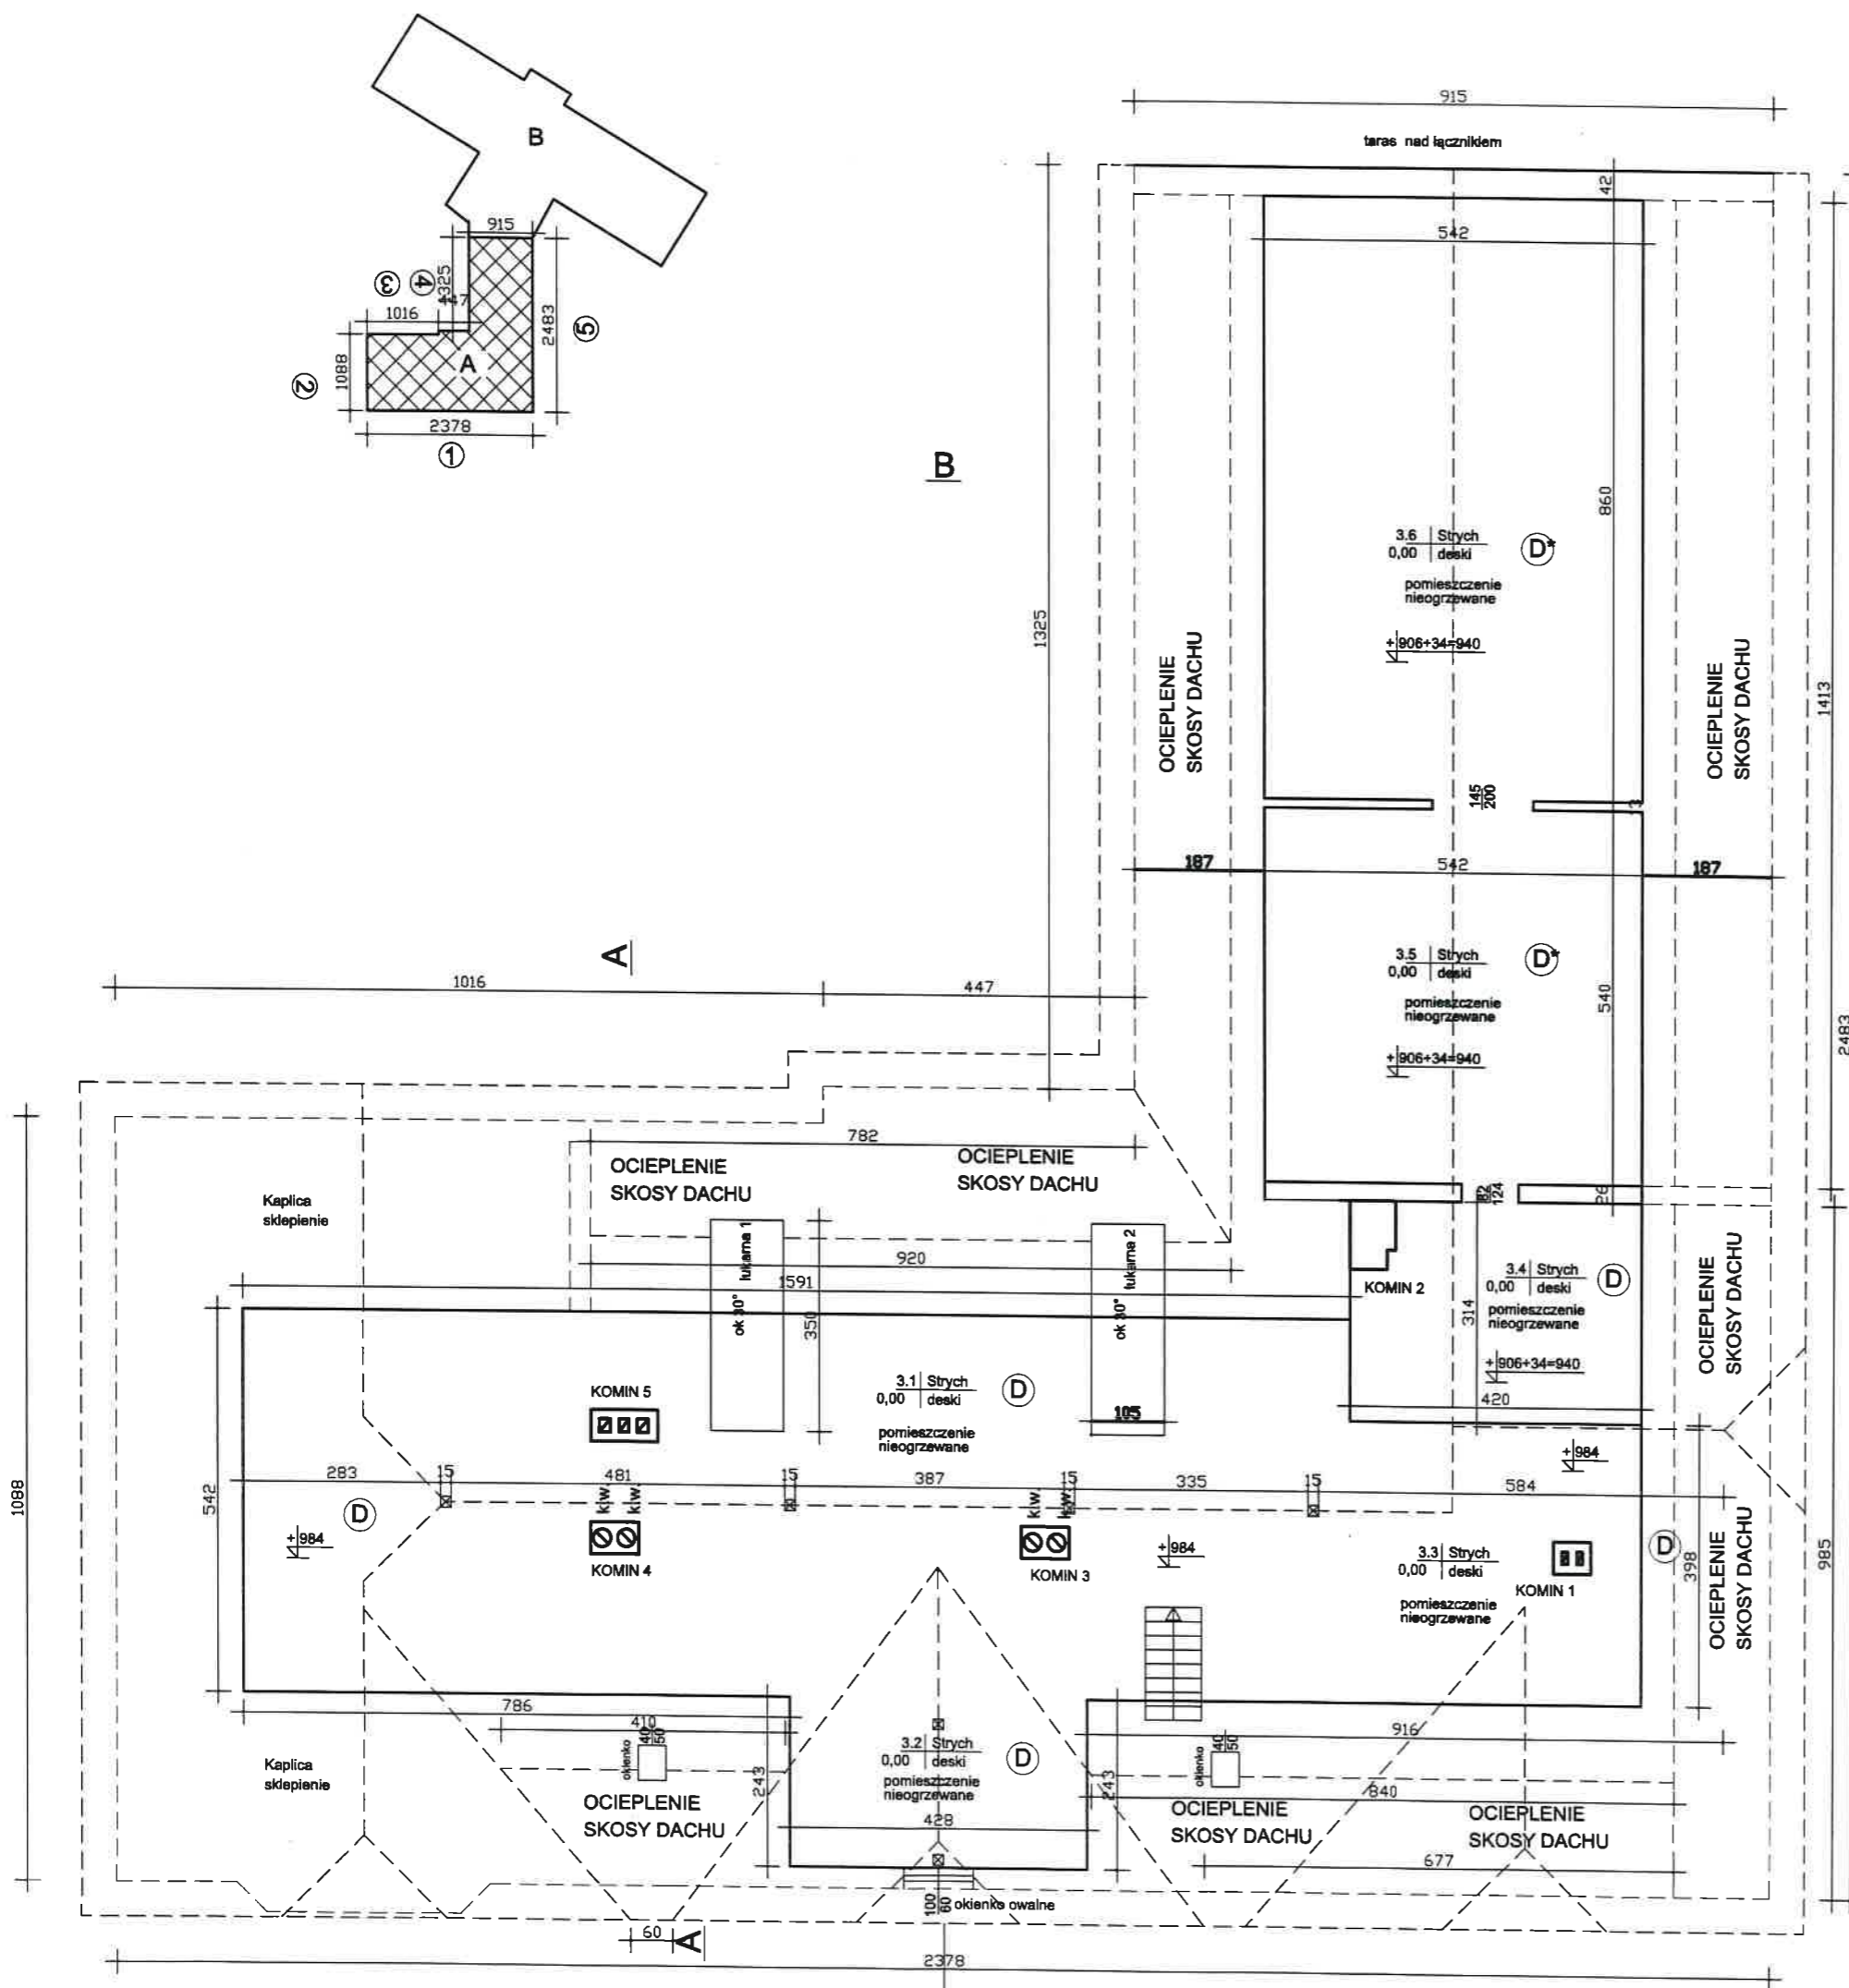 B
915
1325
447
③
④
1016
2483
⑤
②
1088
A
2378
①
915
taras nad łącznikiem
42
542
B
3.6 Strych
0,00 deski
D*
pomieszczenie
nieogrzewane
+906+34=940
860
1325
OCIEPLENIE
SKOSY DACHU
OCIEPLENIE
SKOSY DACHU
1413
145
200
13
187
542
187
A
3.5 Strych
0,00 deski
D*
pomieszczenie
nieogrzewane
+906+34=940
540
1016
447
2483
782
OCIEPLENIE
SKOSY DACHU
OCIEPLENIE
SKOSY DACHU
Kaplica
sklepienie
82
124
26
lukarna 1
ok 30°
lukarna 2
ok 30°
920
1591
350
KOMIN 2
3.4 Strych
0,00 deski
D
pomieszczenie
nieogrzewane
+906+34=940
314
420
OCIEPLENIE
SKOSY DACHU
KOMIN 5
3.1 Strych
0,00 deski
D
pomieszczenie
nieogrzewane
105
+984
283
15
481
15
387
15
335
15
584
1088
542
D
+984
k.w.
k.w.
KOMIN 4
k.w.
k.w.
KOMIN 3
+984
3.3 Strych
0,00 deski
pomieszczenie
nieogrzewane
KOMIN 1
D
398
OCIEPLENIE
SKOSY DACHU
985
786
410
40
50
okienko
3.2 Strych
0,00 deski
D
pomieszczenie
nieogrzewane
243
243
428
916
40
50
okienko
840
Kaplica
sklepienie
OCIEPLENIE
SKOSY DACHU
OCIEPLENIE
SKOSY DACHU
OCIEPLENIE
SKOSY DACHU
677
100
60
okienko owalne
60
A
2378